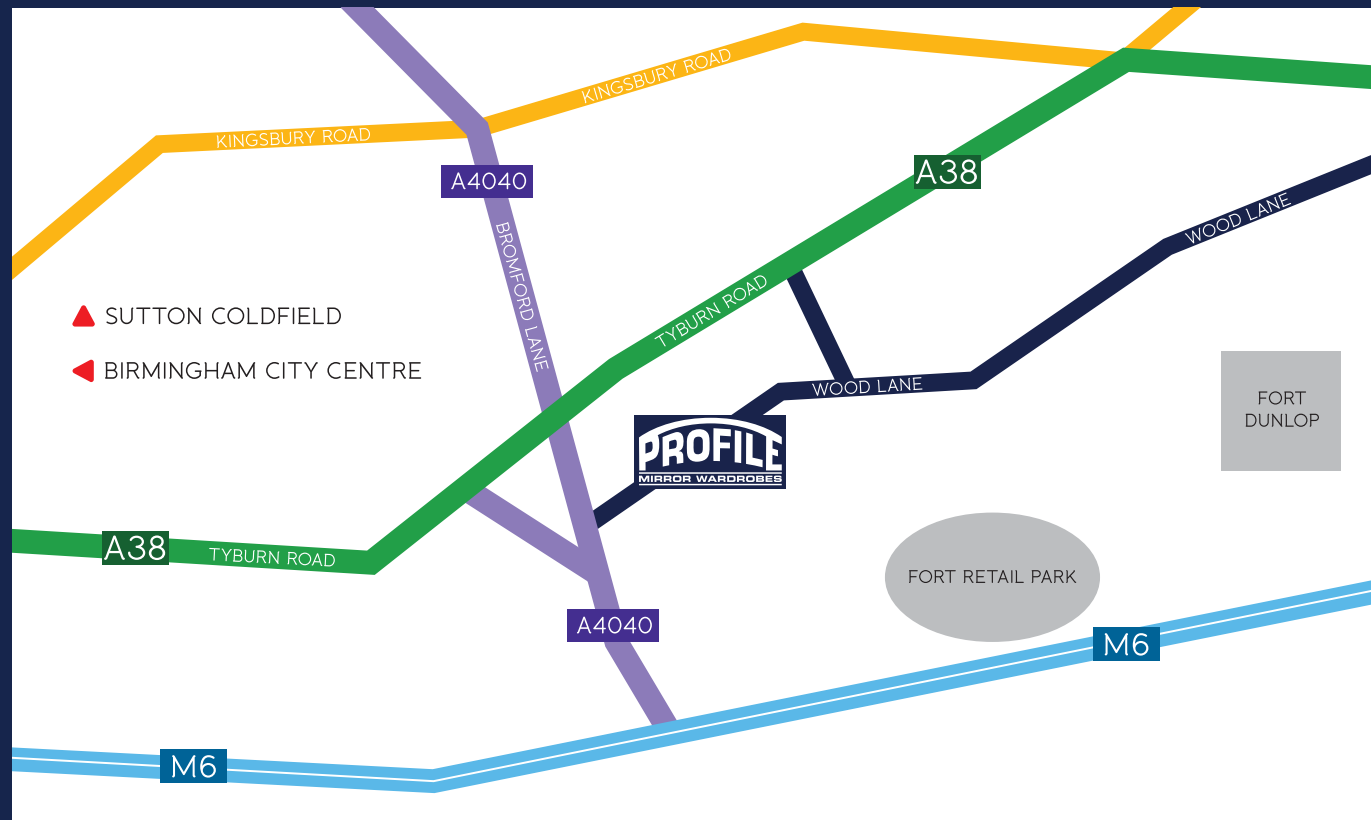 KINGSBURY ROAD
KINGSBURY ROAD
A4040
A38
BROMFORD LANE
WOOD LANE
TYBURN ROAD
SUTTON COLDFIELD
BIRMINGHAM CITY CENTRE
WOOD LANE
FORT
DUNLOP
PROFILE
MIRROR WARDROBES
A38
TYBURN ROAD
FORT RETAIL PARK
A4040
M6
M6